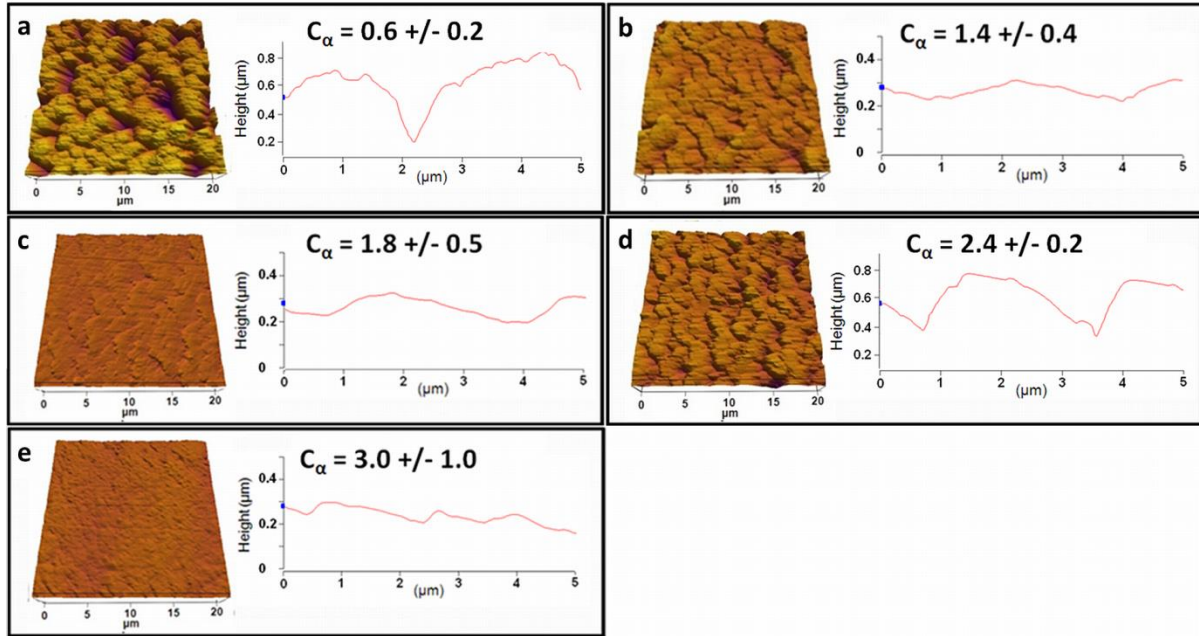 a
Cα = 0.6 +/- 0.2
Height (µm)
0.8
0.6
0.4
0.2
0 1 2 3 4 5
(µm)
0 5 10 15 20
µm
b
Cα = 1.4 +/- 0.4
Height (µm)
0.4
0.2
0
0 1 2 3 4 5
(µm)
0 5 10 15 20
µm
c
Cα = 1.8 +/- 0.5
Height (µm)
0.4
0.2
0
0 1 2 3 4 5
(µm)
0 5 10 15 20
µm
d
Cα = 2.4 +/- 0.2
Height (µm)
0.8
0.6
0.4
0.2
0 1 2 3 4 5
(µm)
0 5 10 15 20
µm
e
Cα = 3.0 +/- 1.0
Height (µm)
0.4
0.2
0
0 1 2 3 4 5
(µm)
0 5 10 15 20
µm